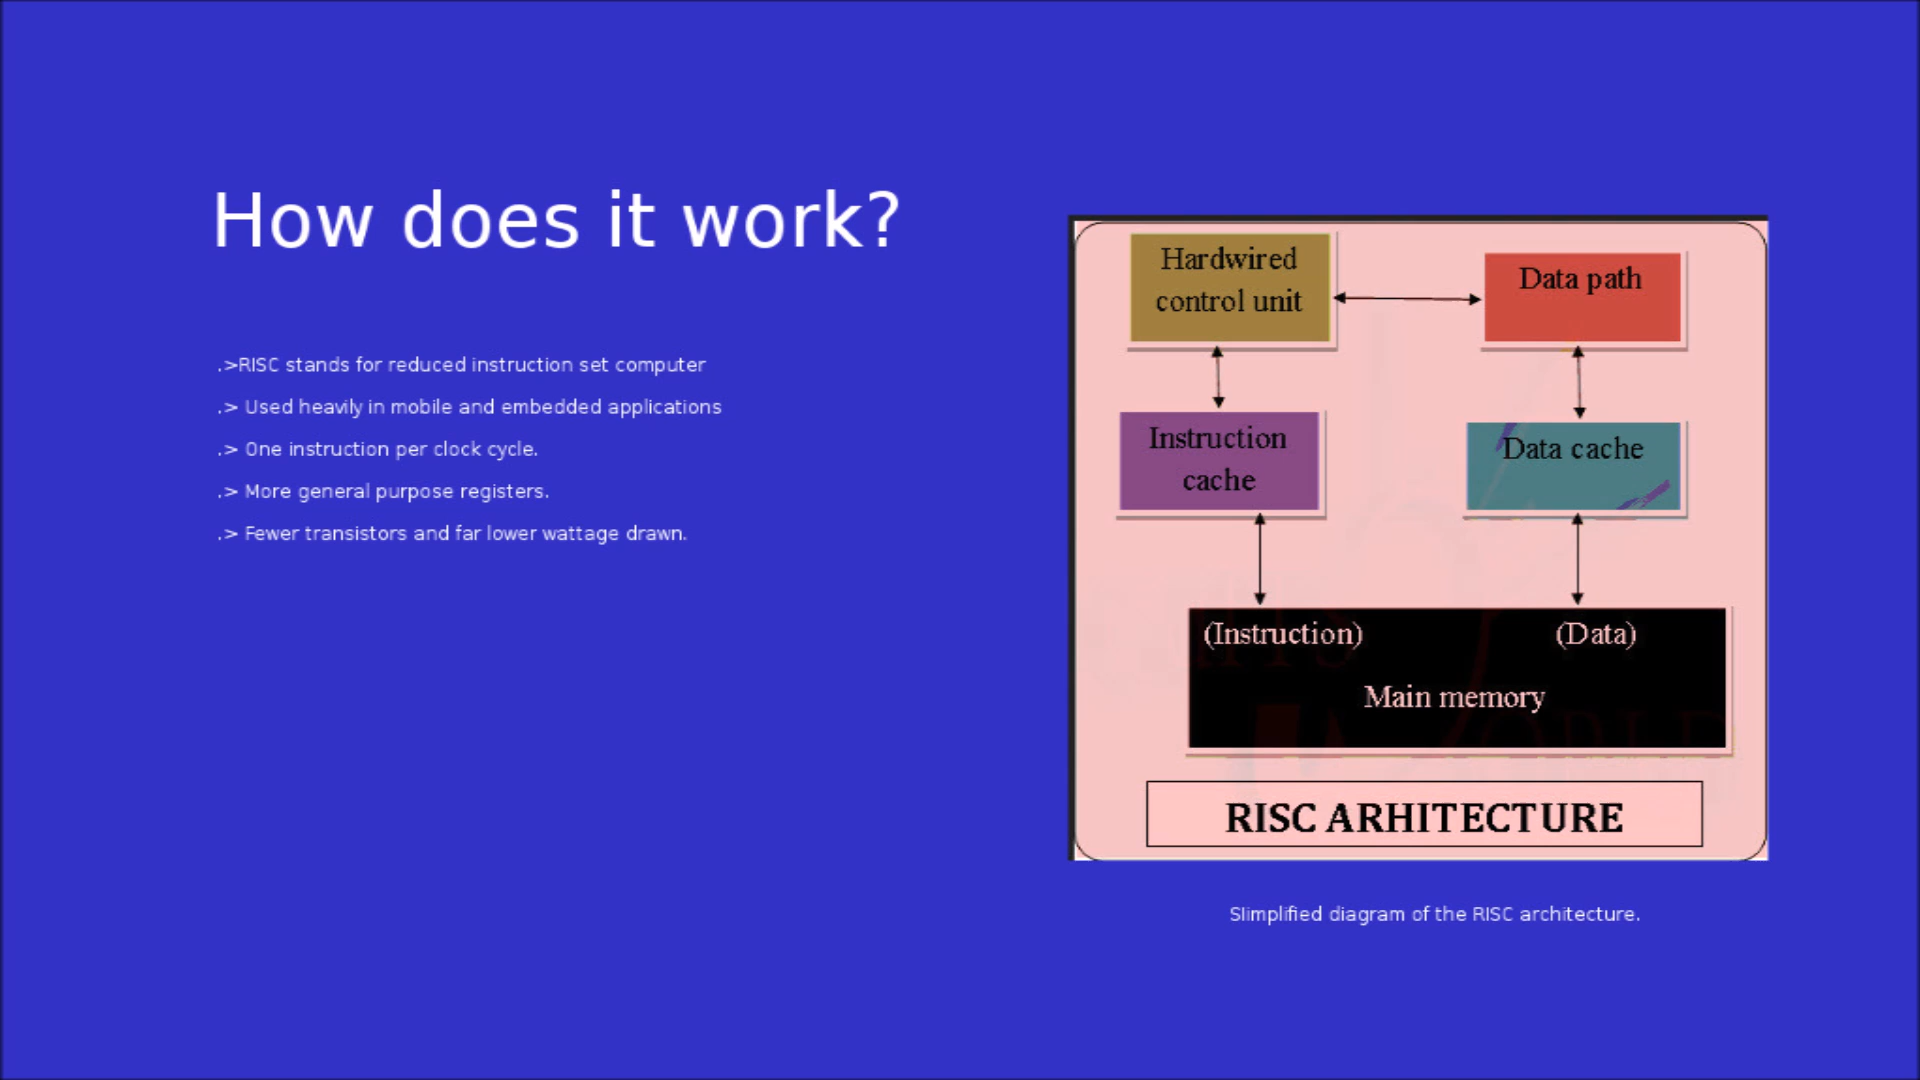 How does it work?
.>RISC stands for reduced instruction set computer
.> Used heavily in mobile and embedded applications
.> One instruction per clock cycle.
.> More general purpose registers.
.> Fewer transistors and far lower wattage drawn.
Hardwired
control unit
Data path
Instruction
cache
Data cache
(Instruction) (Data)
Main memory
RISC ARHITECTURE
SIimplified diagram of the RISC architecture.